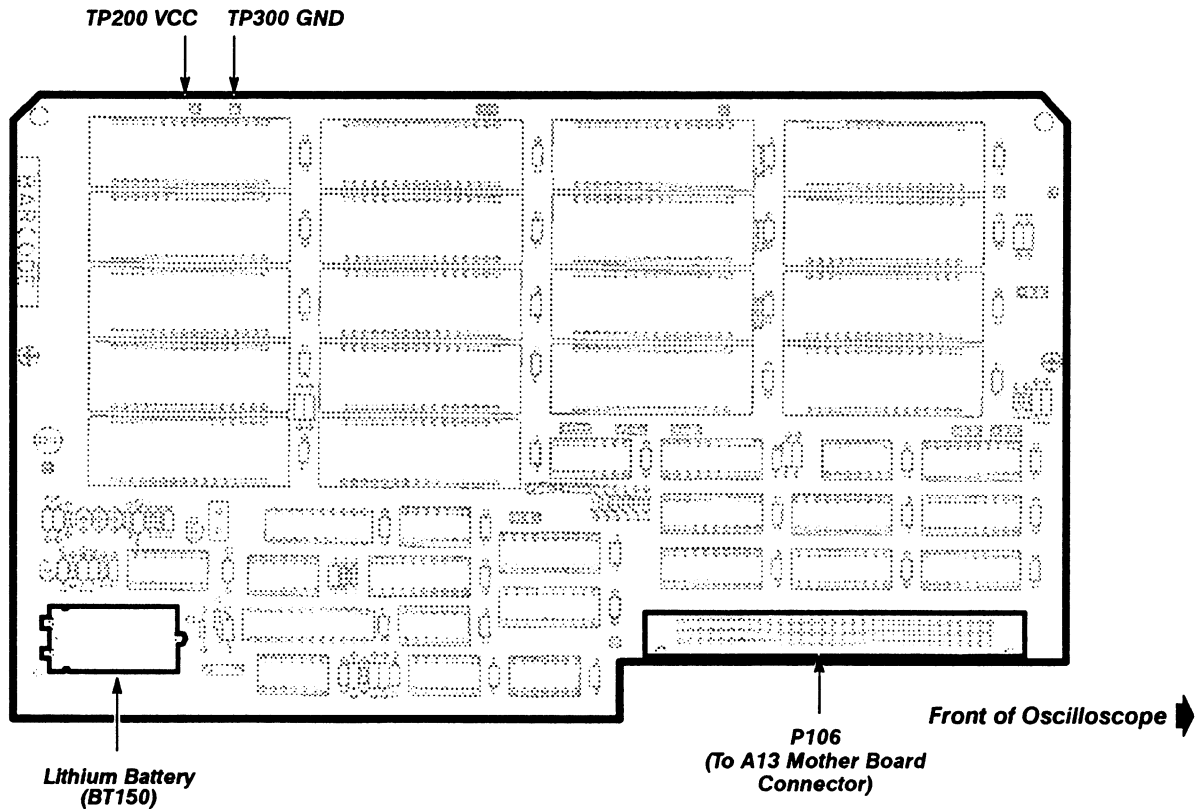 TP200 VCC TP300 GND
Front of Oscilloscope
P106
(To A13 Mother Board
Connector)
Lithium Battery
(BT150)